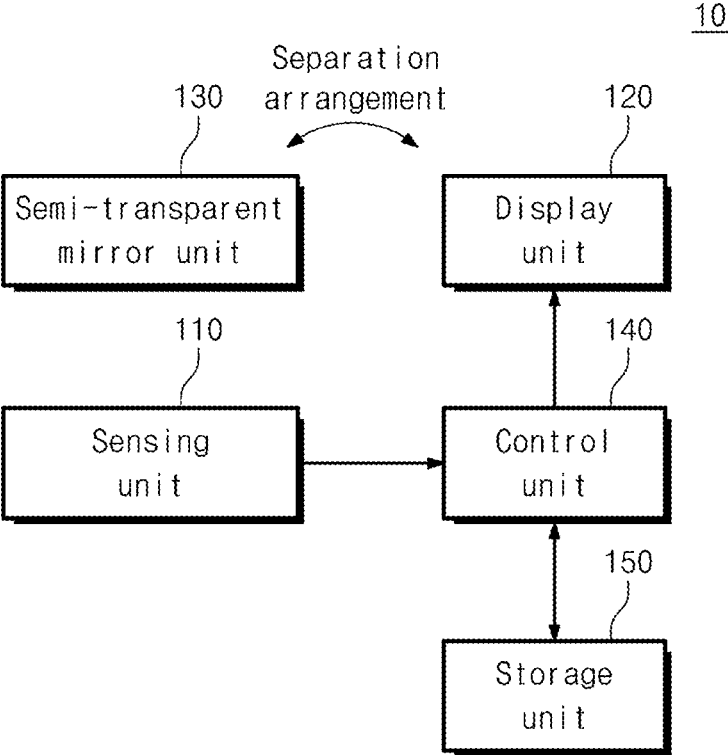 10
Separation
arrangement
130
120
Semi-transparent
mirror unit
Display
unit
110
140
Sensing
unit
Control
unit
150
Storage
unit